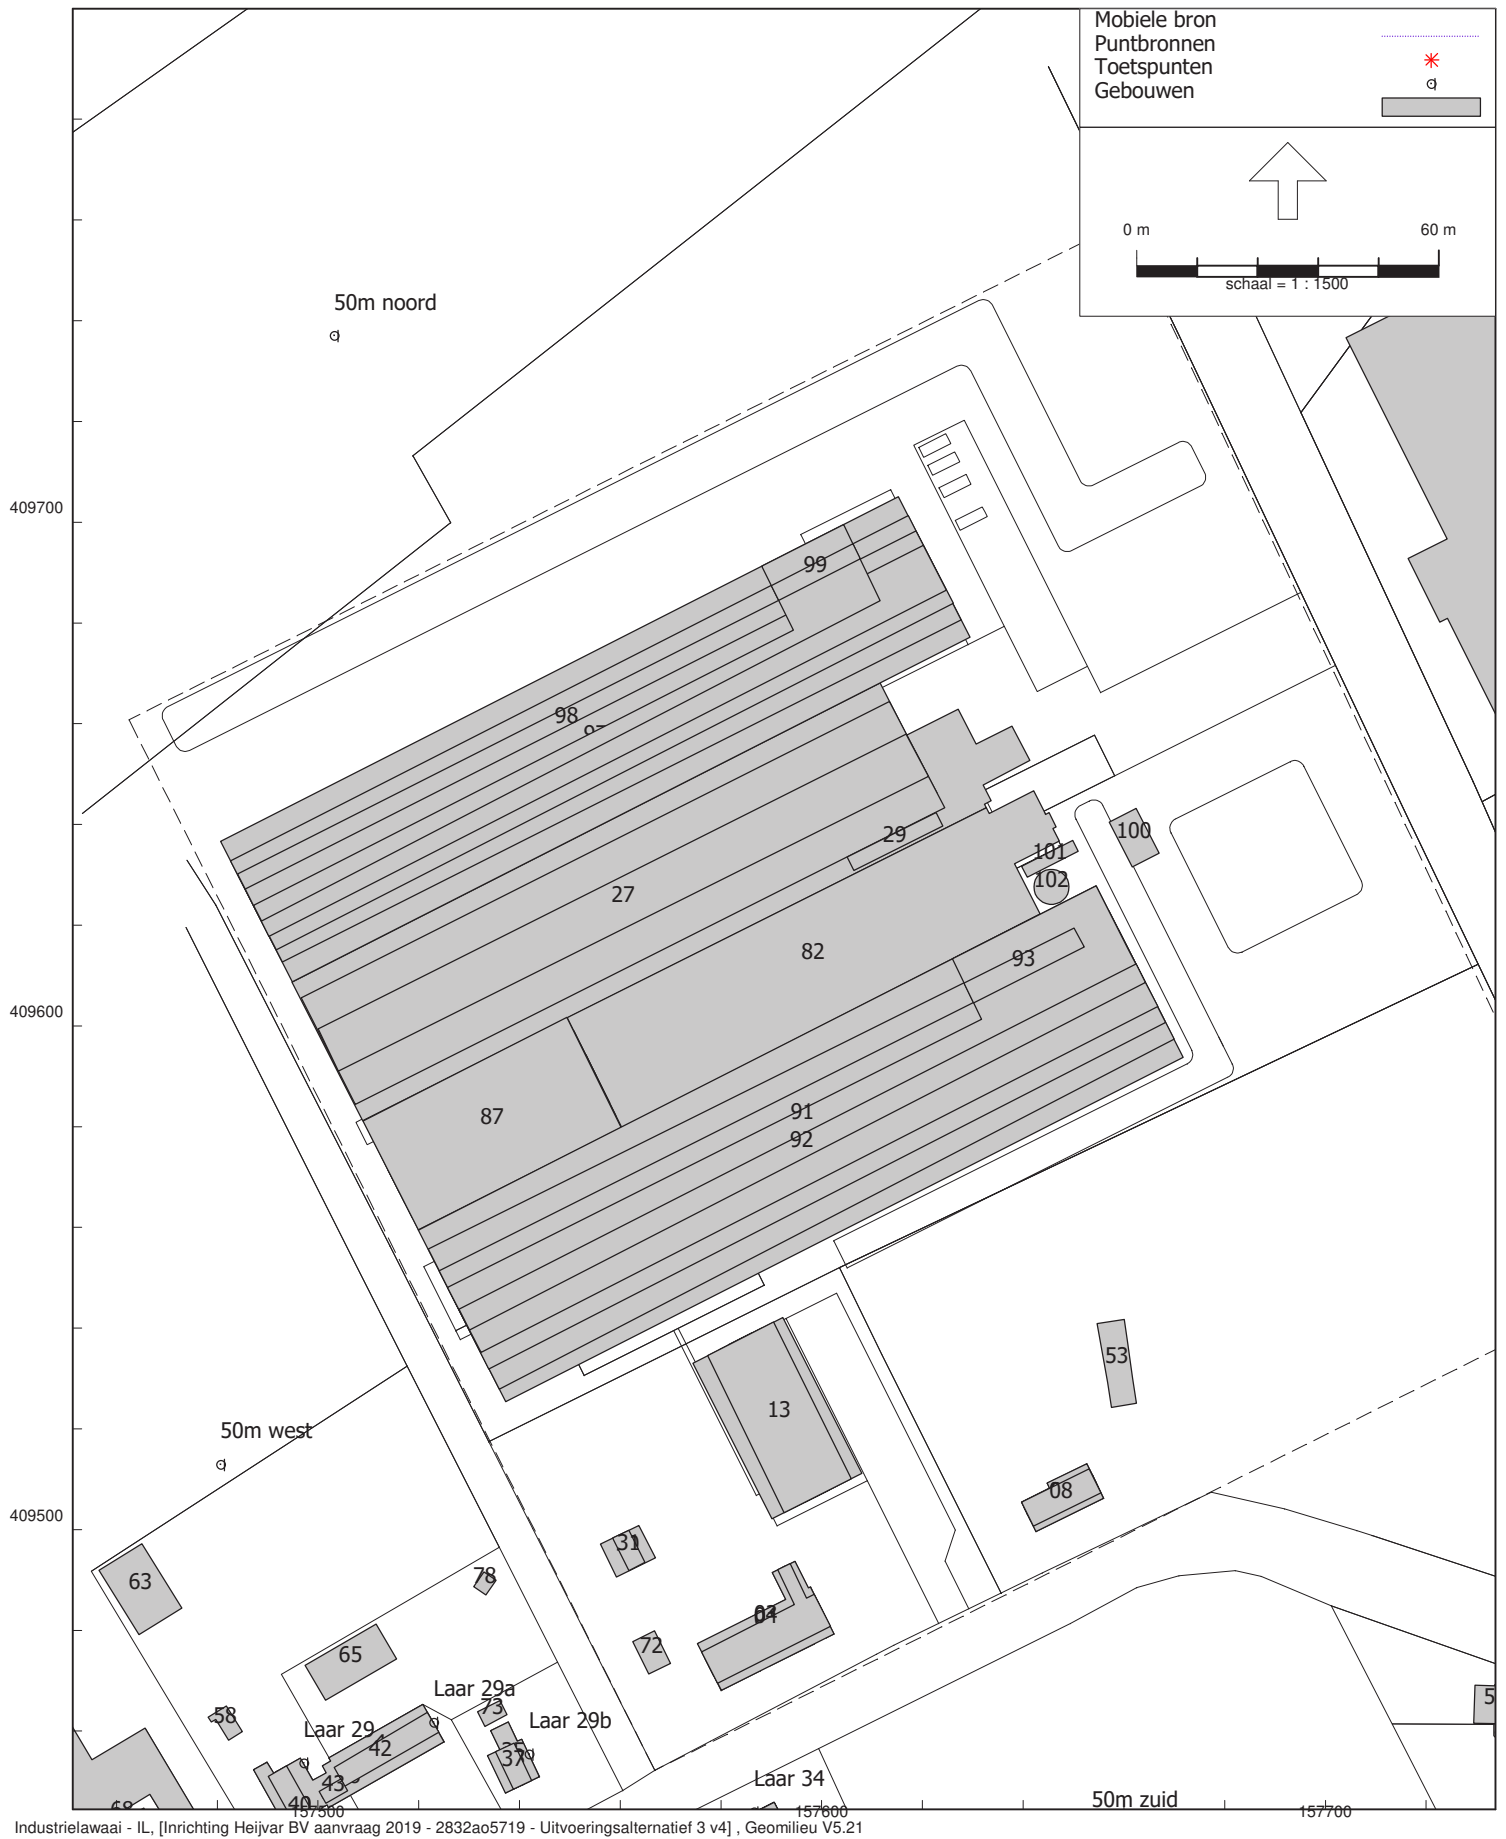 Mobiele bron
Puntbronnen
Toetspunten
Gebouwen
0 m 60 m
schaal = 1 : 1500
50m noord
409700
99
98
29
100
101
102
27
82
93
409600
87
91
92
53
13
50m west
08
409500
31
63
78
04
72
65
Laar 29a
73
58
Laar 29
Laar 29b
42
37
43
Laar 34
50m zuid
40
157500
157600
157700
Industrielawaai - IL, [Inrichting Heijvar BV aanvraag 2019 - 2832ao5719 - Uitvoeringsalternatief 3 v4] , Geomilieu V5.21